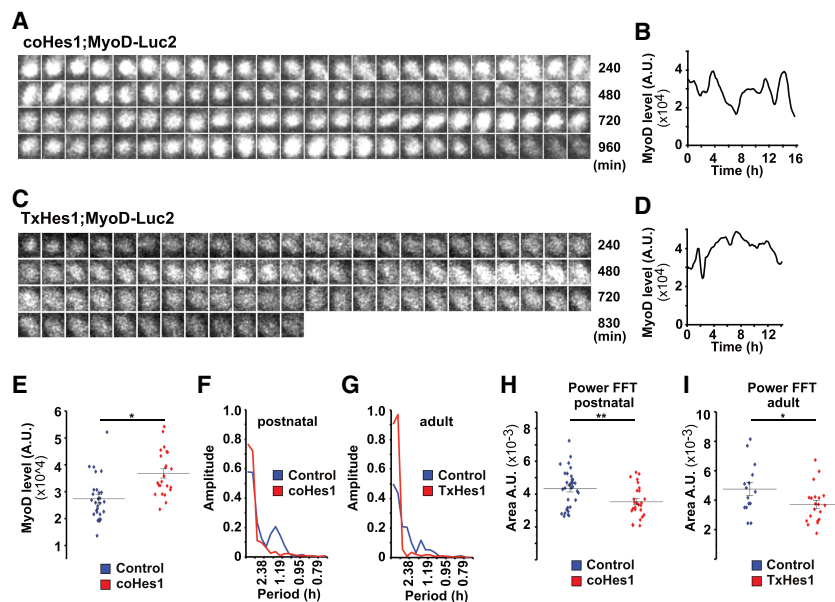 A
coHes1;MyoD-Luc2
240
480
720
960
(min)
B
MyoD level (A.U.)
(x10⁴)
4
2
0
0 4 8 12 16
Time (h)
C
TxHes1;MyoD-Luc2
240
480
720
830
(min)
D
MyoD level (A.U.)
(x10⁴)
4
2
0
0 4 8 12
Time (h)
E
MyoD level (A.U.)
(x10^4)
6
5
4
3
2
1
*
Control
coHes1
F
postnatal
Amplitude
1.0
0.8
0.6
0.4
0.2
0
Control
coHes1
2.38 1.19 0.95 0.79
Period (h)
G
adult
Amplitude
1.0
0.8
0.6
0.4
0.2
0
Control
TxHes1
2.38 1.19 0.95 0.79
Period (h)
H
Power FFT
postnatal
**
Area A.U. (x10⁻³)
8
6
4
2
Control
coHes1
I
Power FFT
adult
*
Area A.U. (x10⁻³)
10
8
6
4
2
Control
TxHes1